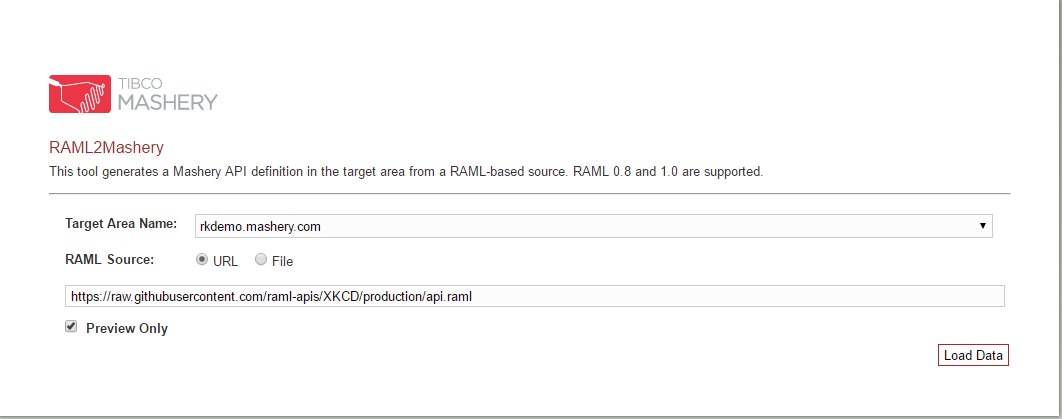 TIBCO
MASHERY
RAML2Mashery
This tool generates a Mashery API definition in the target area from a RAML-based source. RAML 0.8 and 1.0 are supported.
Target Area Name: rkdemo.mashery.com
RAML Source: URL File
https://raw.githubusercontent.com/raml-apis/XKCD/production/api.raml
Preview Only
Load Data